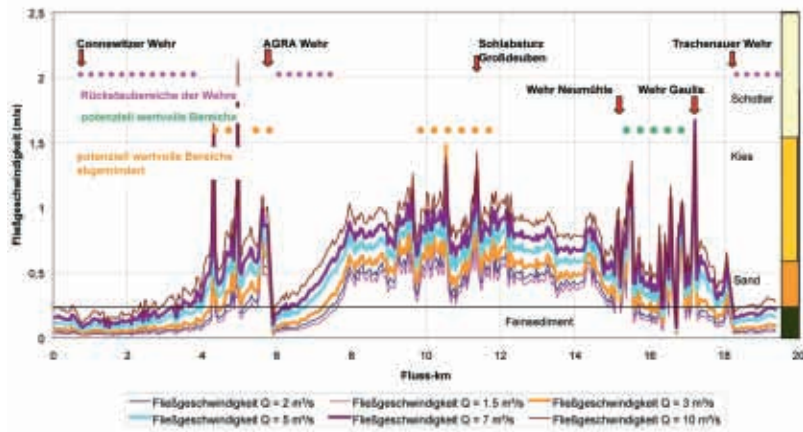 2,5
Connewitzer Wehr
AGRA Wehr
Sohlabsturz
Großdeuben
Trachenauer Wehr
2
Rückstaubereiche der Wehre
Wehr Neumühle
Wehr Gaulis
Schotter
potenziell wertvolle Bereiche
1,5
potenziell wertvolle Bereiche
abgemindert
Kies
Fließgeschwindigkeit (m/s)
1
0,5
Sand
Feinsediment
0
0 2 4 6 8 10 12 14 16 18 20
Fluss-km
Fließgeschwindigkeit Q = 2 m³/s
Fließgeschwindigkeit Q = 1.5 m³/s
Fließgeschwindigkeit Q = 3 m³/s
Fließgeschwindigkeit Q = 5 m³/s
Fließgeschwindigkeit Q = 7 m³/s
Fließgeschwindigkeit Q = 10 m³/s